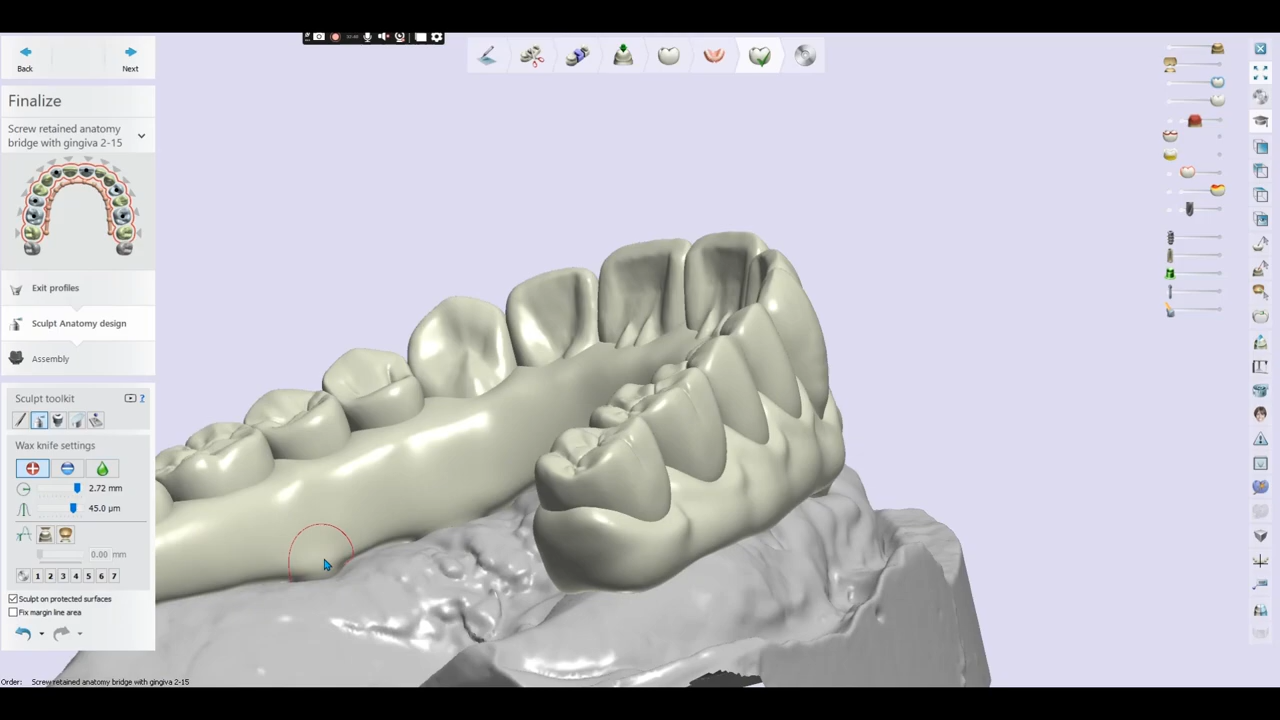 Back
Next
Finalize
Screw retained anatomy
bridge with gingiva 2-15
Exit profiles
Sculpt Anatomy design
Assembly
Sculpt toolkit
?
Wax knife settings
2.72 mm
45.0 µm
0.00 mm
1 2 3 4 5 6 7
Sculpt on protected surfaces
Fix margin line area
Order: Screw retained anatomy bridge with gingiva 2-15